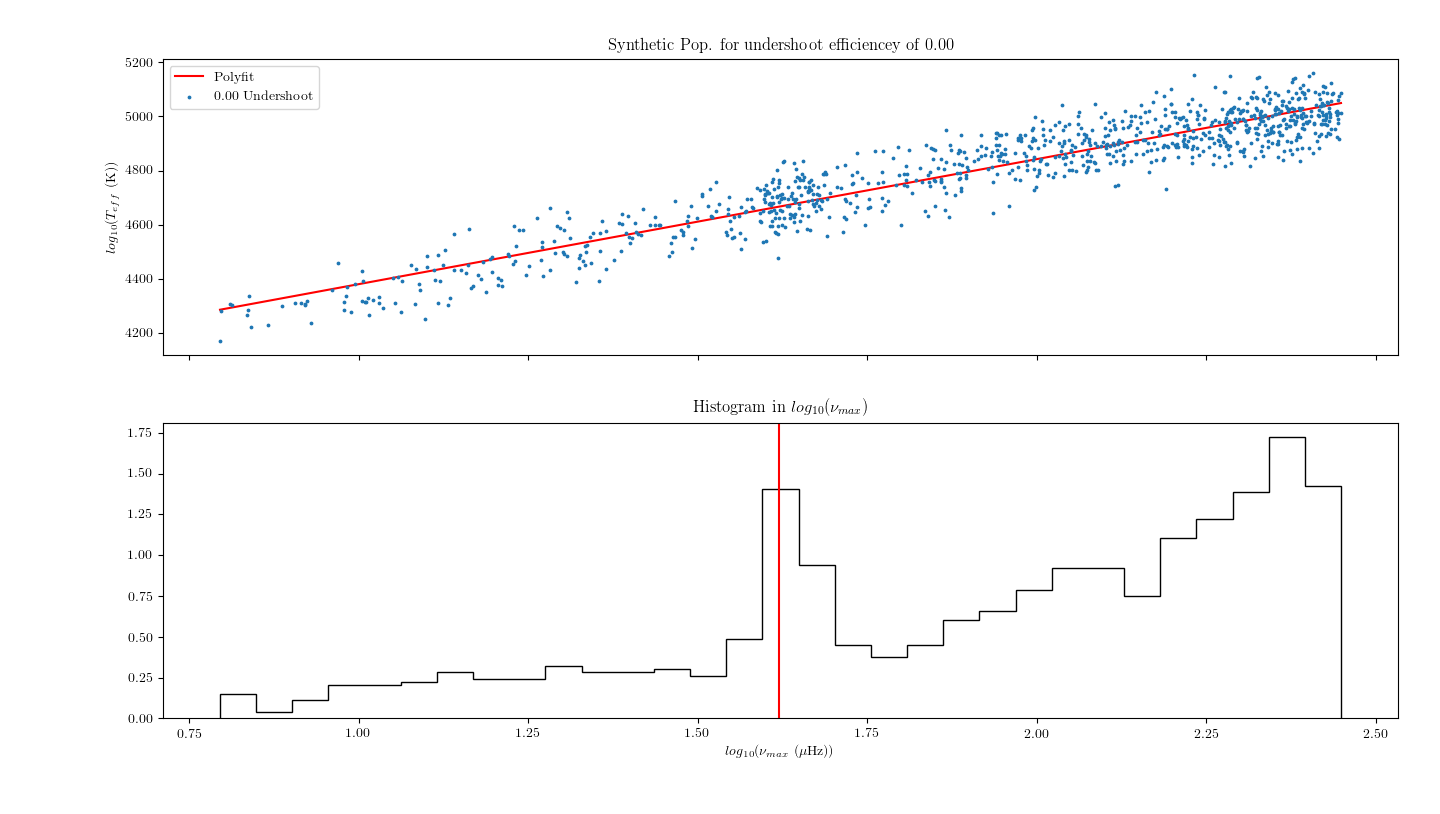 Synthetic Pop. for undershoot efficiencey of 0.00
5200
5000
4800
4600
4400
4200
log10(Teff (K))
Polyfit
0.00 Undershoot
Histogram in log10(νmax)
1.75
1.50
1.25
1.00
0.75
0.50
0.25
0.00
0.75 1.00 1.25 1.50 1.75 2.00 2.25 2.50
log10(νmax (μHz))